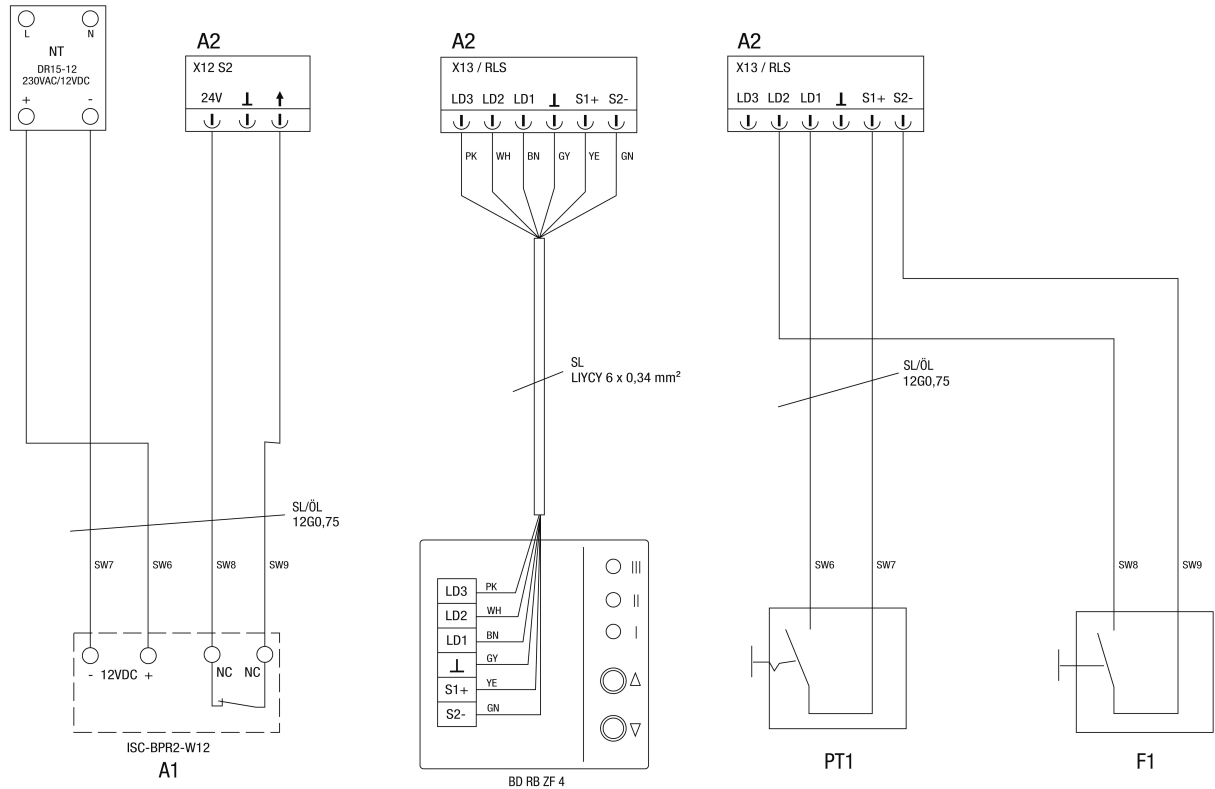 L N
NT
DR15-12
230VAC/12VDC
+ -
A2
X12 S2
24V
SL/ÖL
12G0,75
SW7 SW6 SW8 SW9
- 12VDC + NC NC
ISC-BPR2-W12
A1
A2
X13 / RLS
LD3 LD2 LD1 ⊥ S1+ S2-
PK WH BN GY YE GN
SL
LIYCY 6 x 0,34 mm²
LD3 PK
LD2 WH
LD1 BN
⊥ GY
S1+ YE
S2- GN
III
II
I
BD RB ZF 4
A2
X13 / RLS
LD3 LD2 LD1 ⊥ S1+ S2-
SL/ÖL
12G0,75
SW6 SW7
PT1
SW8 SW9
F1